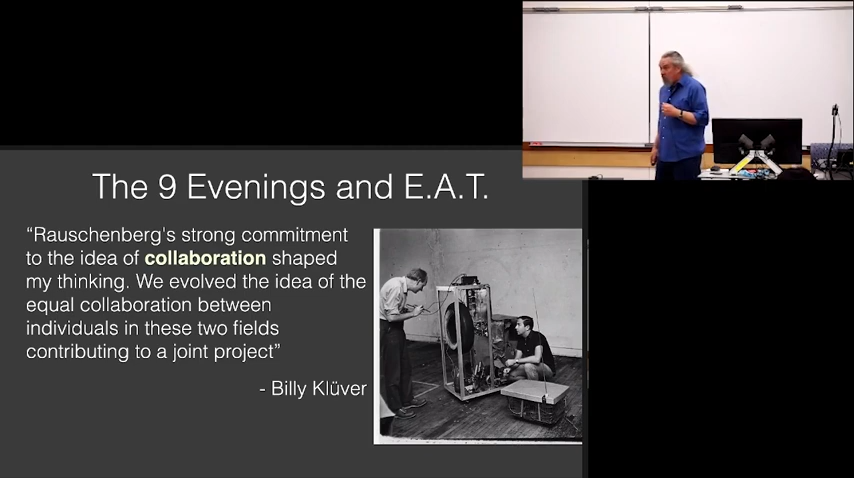 The 9 Evenings and E.A.T.
“Rauschenberg's strong commitment
to the idea of collaboration shaped
my thinking. We evolved the idea of the
equal collaboration between
individuals in these two fields
contributing to a joint project”
- Billy Klüver